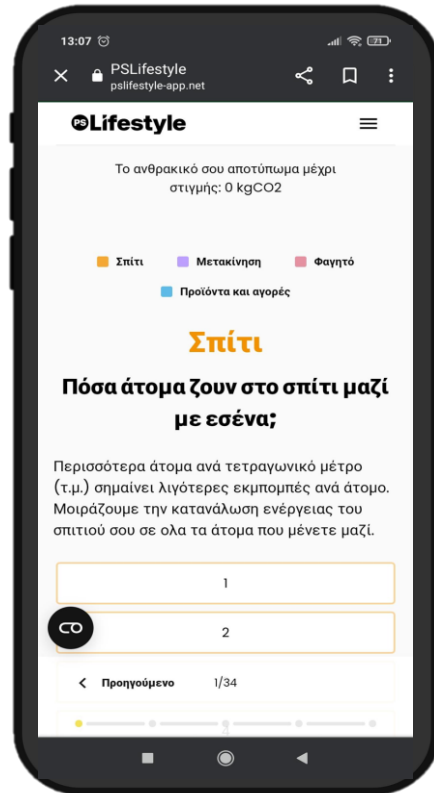 13:07
71
PSLifestyle
pslifestyle-app.net
PSLifestyle
Το ανθρακικό σου αποτύπωμα μέχρι
στιγμής: 0 kgCO2
Σπίτι Μετακίνηση Φαγητό
Προϊόντα και αγορές
Σπίτι
Πόσα άτομα ζουν στο σπίτι μαζί
με εσένα;
Περισσότερα άτομα ανά τετραγωνικό μέτρο
(τ.μ.) σημαίνει λιγότερες εκμπομπές ανά άτομο.
Μοιράζουμε την κατανάλωση ενέργειας του
σπιτιού σου σε ολα τα άτομα που μένετε μαζί.
1
2
Προηγούμενο 1/34